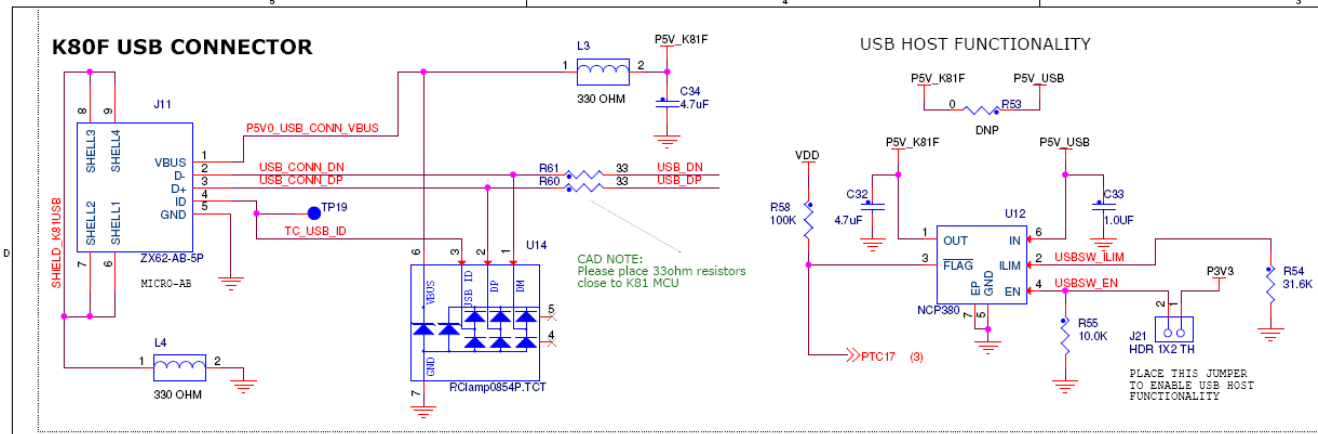 5
4
3
D
K80F USB CONNECTOR
USB HOST FUNCTIONALITY
J11
8
9
SHELL3
SHELL4
SHELL2
SHELL1
7
6
VBUS
D-
D+
ID
GND
1
2
3
4
5
ZX62-AB-5P
MICRO-AB
SHIELD_K81USB
P5V0_USB_CONN_VBUS
USB_CONN_DN
USB_CONN_DP
TP19
TC_USB_ID
L3
1
2
330 OHM
P5V_K81F
C34
4.7uF
R61
33
USB_DN
R60
33
USB_DP
CAD NOTE:
Please place 33ohm resistors
close to K81 MCU
U14
6
3
2
1
VBUS
USB ID
DP
DM
5
4
GND
7
RClamp0854P.TCT
L4
1
2
330 OHM
P5V_K81F
P5V_USB
0
R53
DNP
P5V_K81F
P5V_USB
VDD
R58
100K
C32
4.7uF
C33
1.0UF
U12
1
OUT
IN
6
3
FLAG
ILIM
2
USBSW_ILIM
EN
4
USBSW_EN
EP
GND
7
5
NCP380
P3V3
R54
31.6K
R55
10.0K
2
1
J21
HDR 1X2 TH
PTC17
(3)
PLACE THIS JUMPER
TO ENABLE USB HOST
FUNCTIONALITY